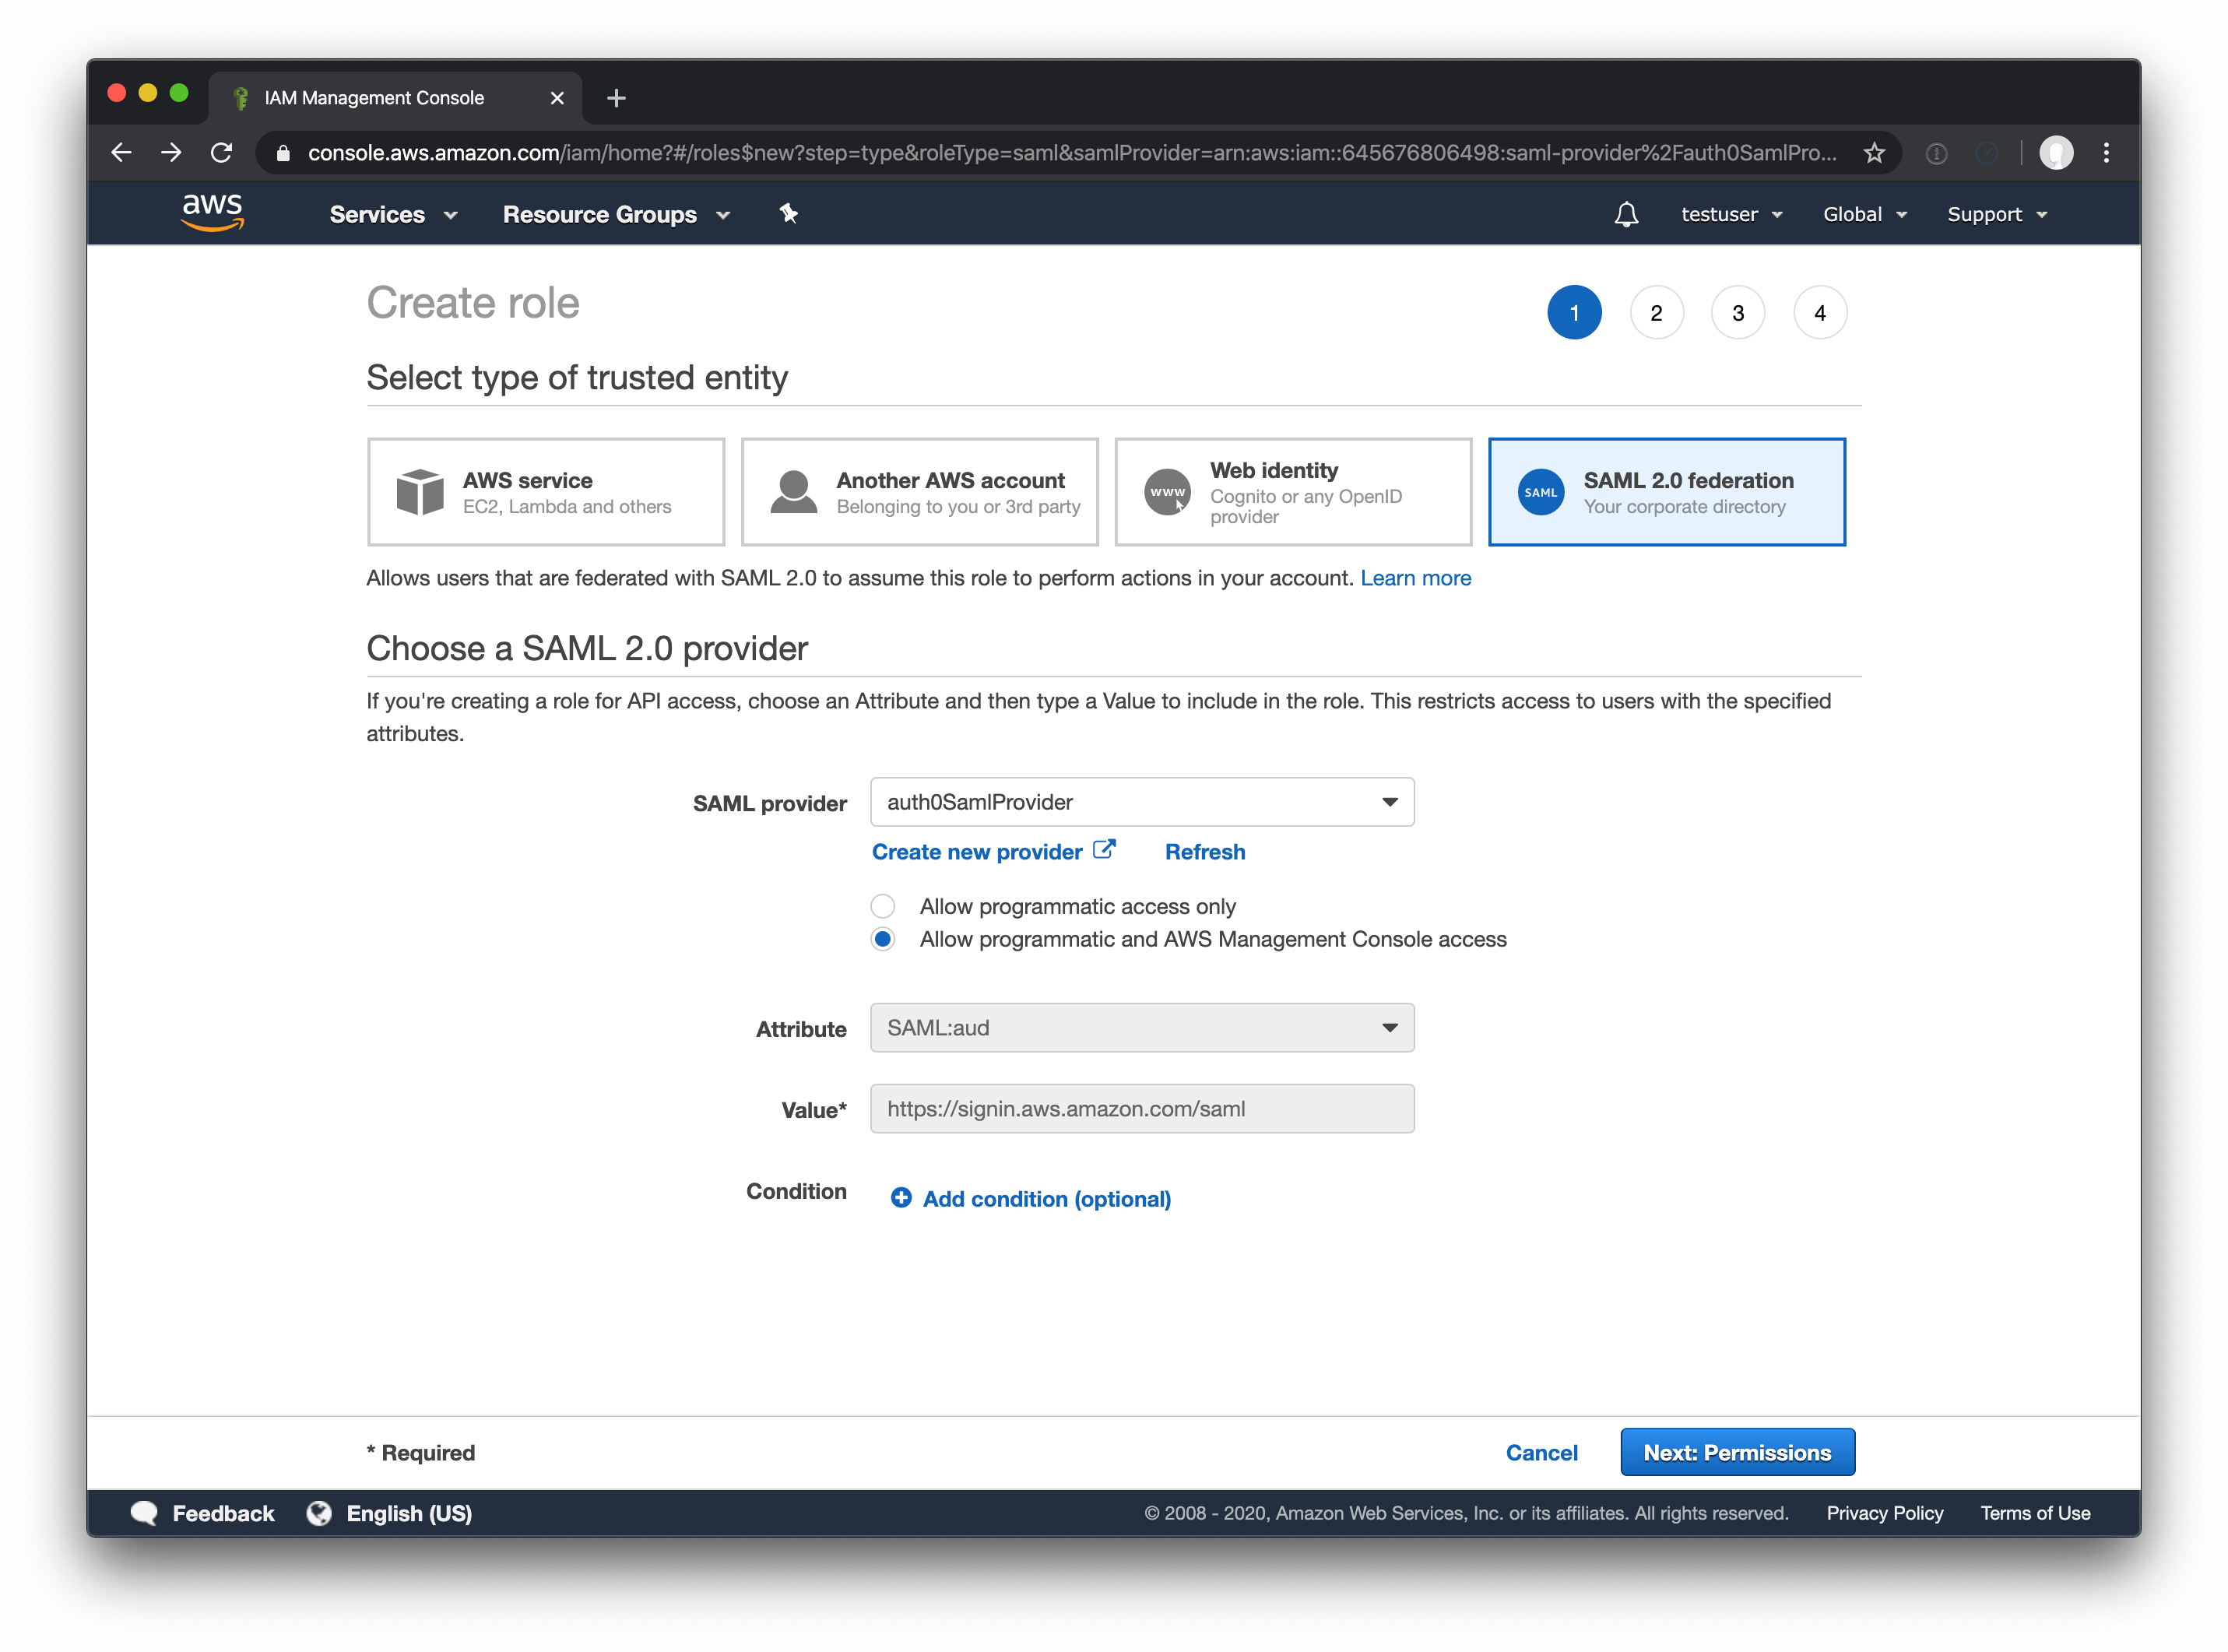 IAM Management Console
console.aws.amazon.com/iam/home?#/roles$new?step=type&roleType=saml&samlProvider=arn:aws:iam::645676806498:saml-provider%2Fauth0SamlPro...
aws
Services
Resource Groups
testuser
Global
Support
Create role
1
2
3
4
Select type of trusted entity
AWS service
EC2, Lambda and others
Another AWS account
Belonging to you or 3rd party
www
Web identity
Cognito or any OpenID
provider
SAML
SAML 2.0 federation
Your corporate directory
Allows users that are federated with SAML 2.0 to assume this role to perform actions in your account. Learn more
Choose a SAML 2.0 provider
If you're creating a role for API access, choose an Attribute and then type a Value to include in the role. This restricts access to users with the specified
attributes.
SAML provider
auth0SamlProvider
Create new provider
Refresh
Allow programmatic access only
Allow programmatic and AWS Management Console access
Attribute
SAML:aud
Value*
https://signin.aws.amazon.com/saml
Condition
Add condition (optional)
* Required
Cancel
Next: Permissions
Feedback
English (US)
© 2008 - 2020, Amazon Web Services, Inc. or its affiliates. All rights reserved.
Privacy Policy
Terms of Use